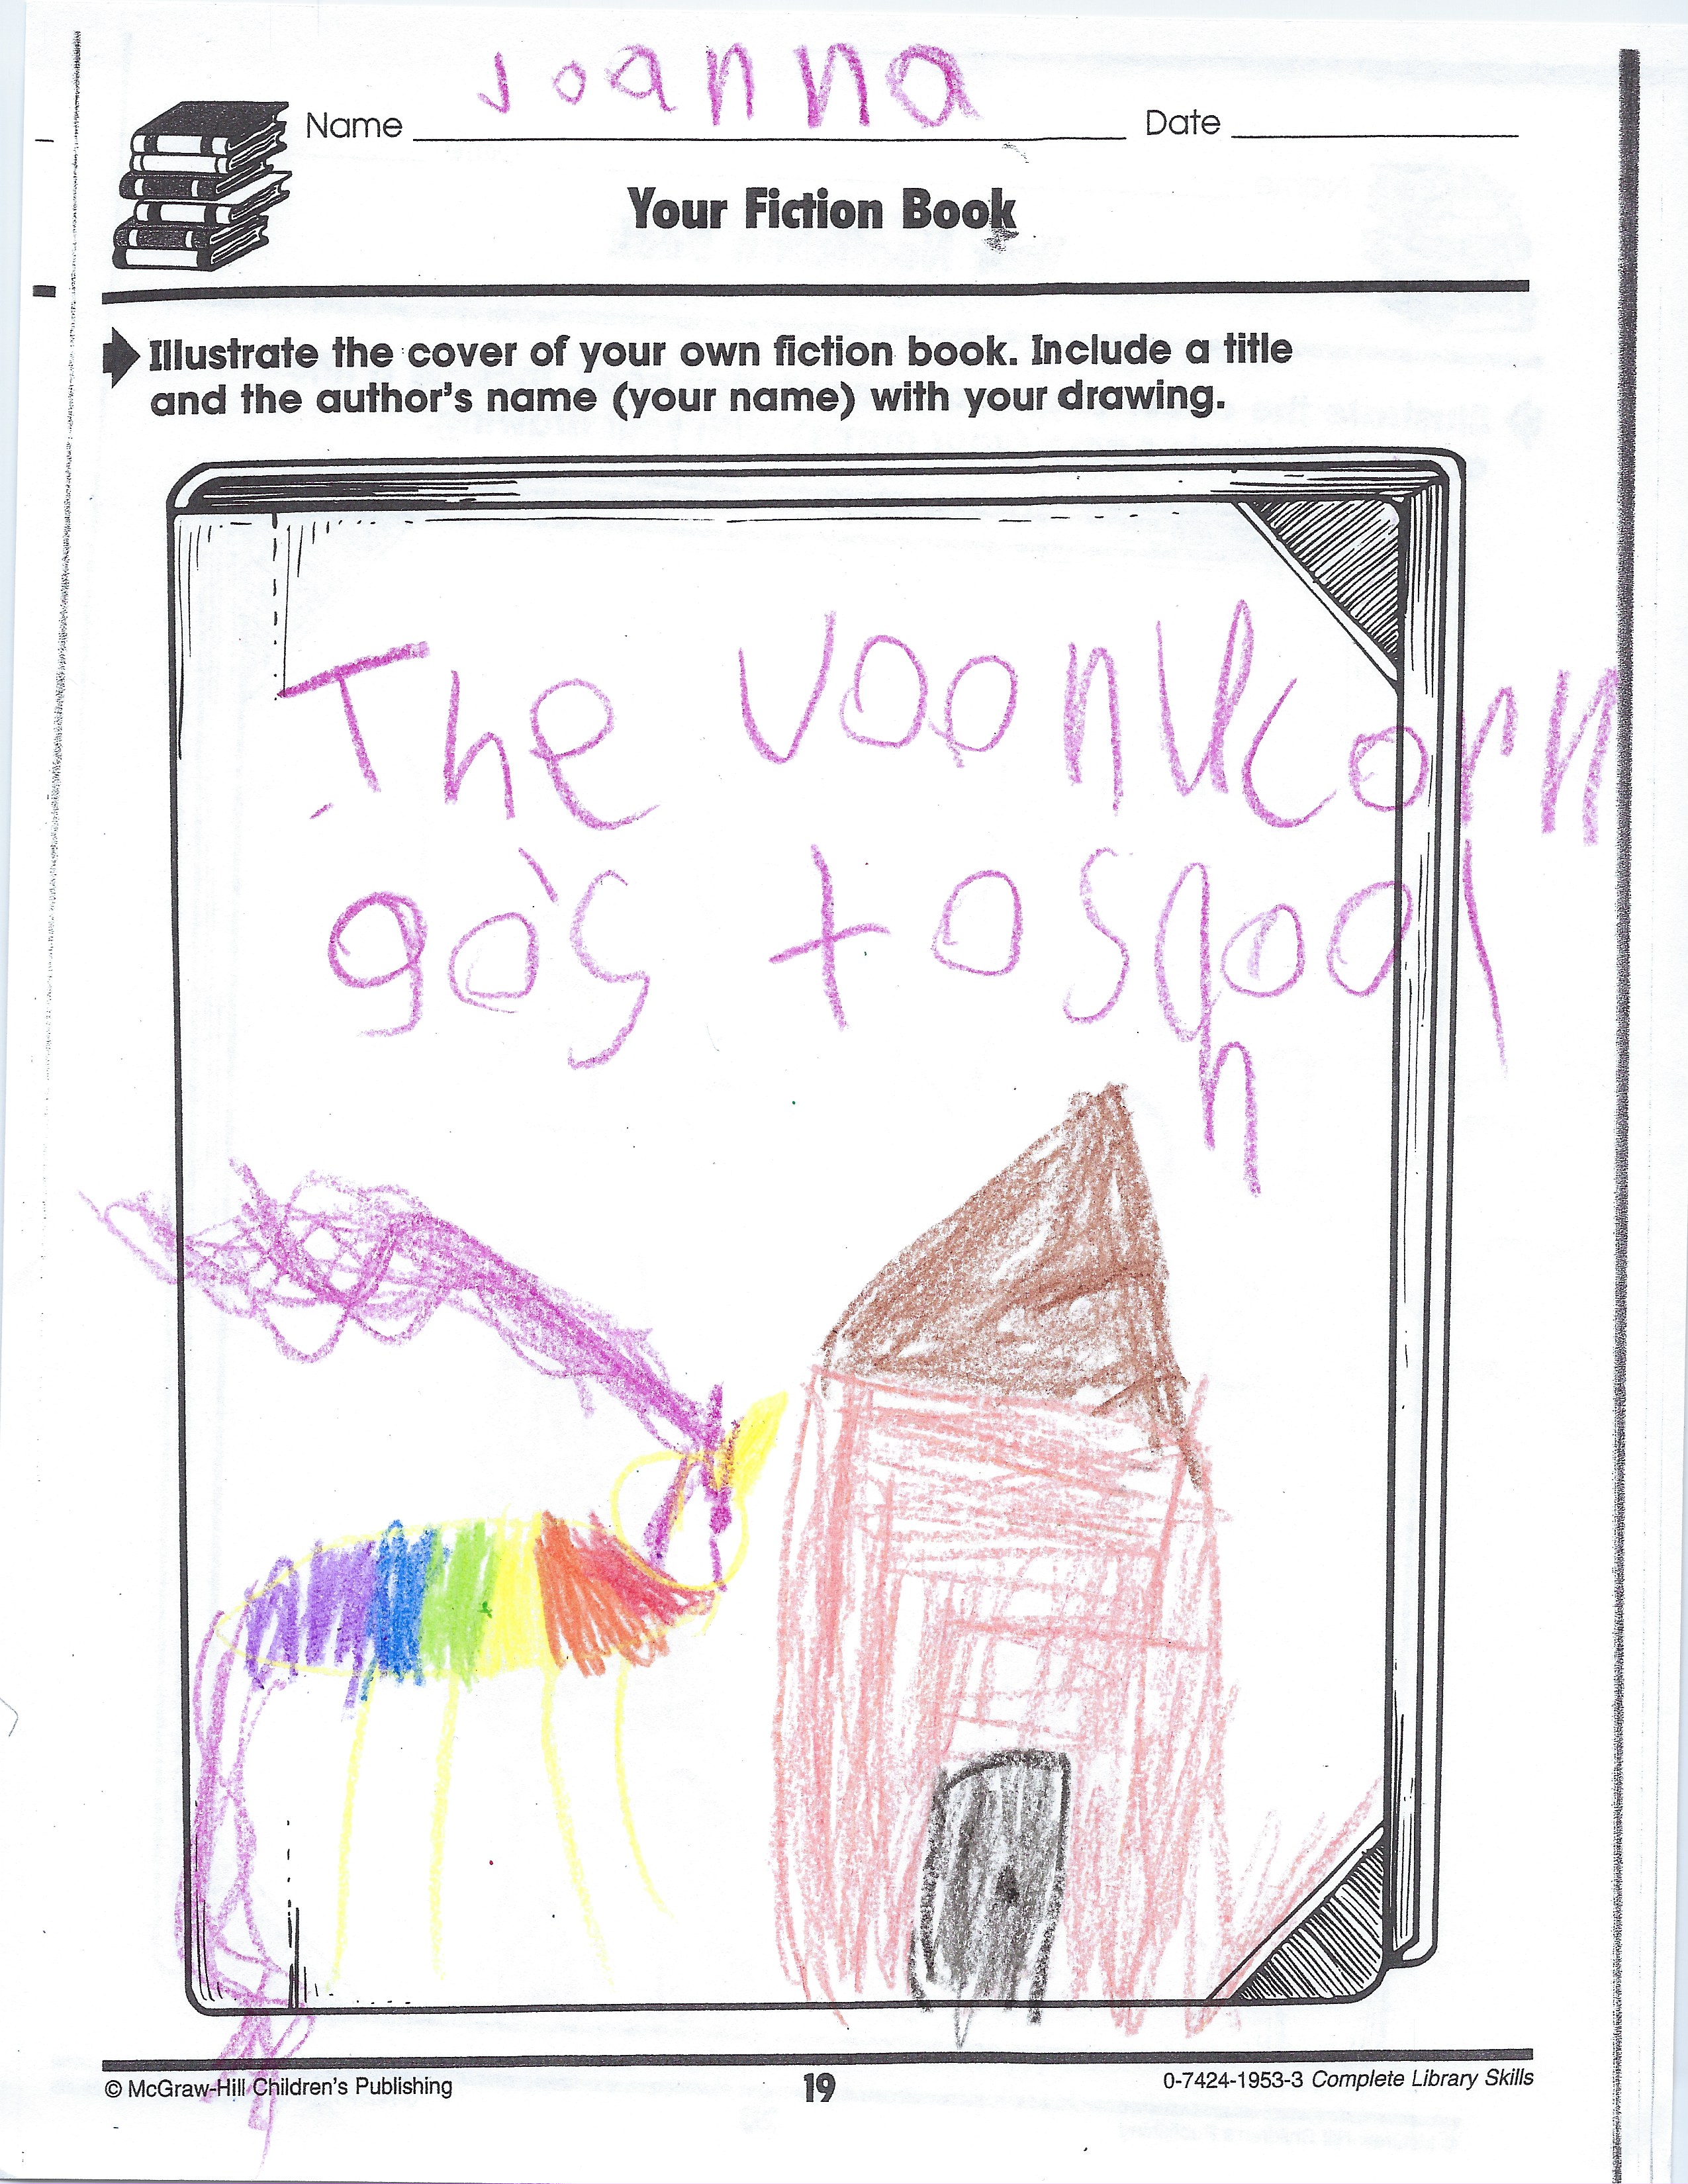 Joanna
Name Date
Your Fiction Book
Illustrate the cover of your own fiction book. Include a title
and the author's name (your name) with your drawing.
The voonkcorn
go's to school
© McGraw-Hill Children's Publishing 19 0-7424-1953-3 Complete Library Skills